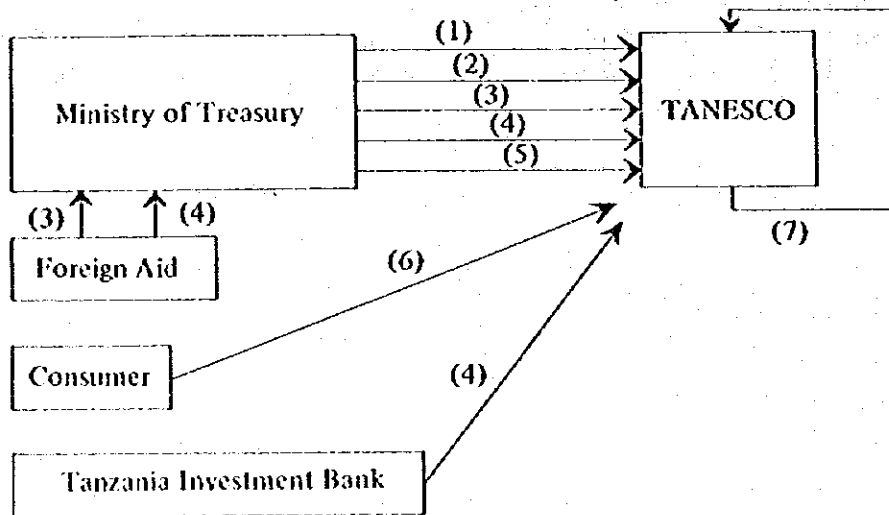 (1)
(2)
Ministry of Treasury (3) TANESCO
(4)
(5)
(3) (4)
(7)
Foreign Aid (6)
Consumer (4)
Tanzania Investment Bank